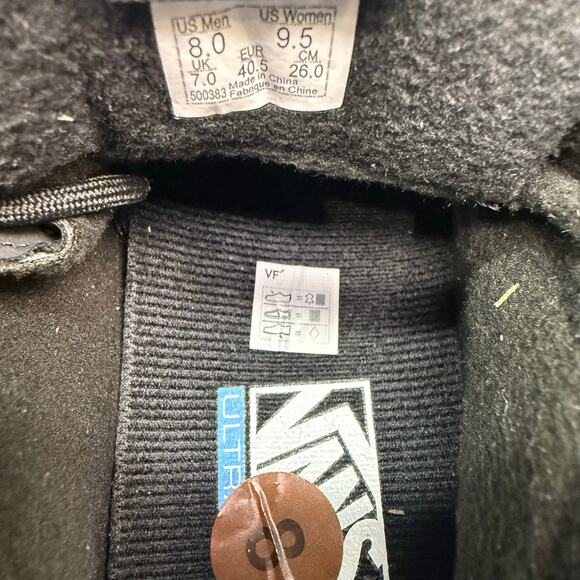 US Men US Women
8.0 9.5
UK EUR CM
7.0 40.5 26.0
500383 Made in China
Fabriqué en Chine
VF
= 
= 
= 
ULTR
VANS
8